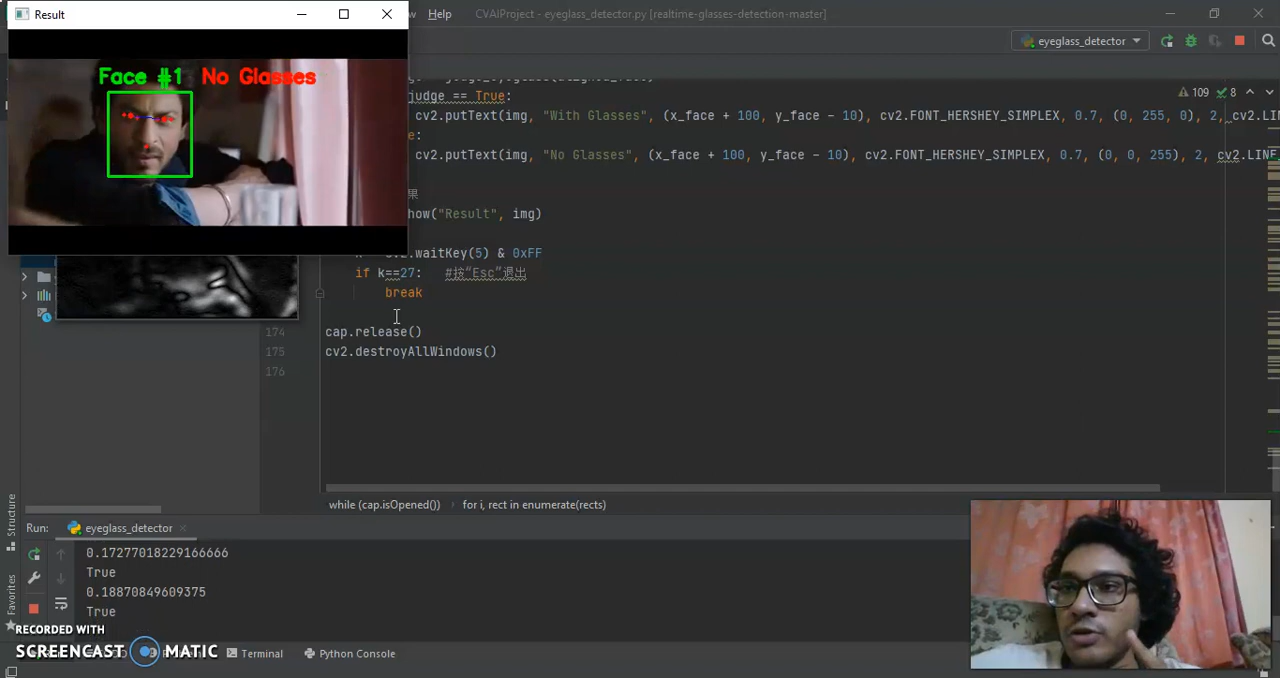 Result
w Help CVAIProject - eyeglass_detector.py [realtime-glasses-detection-master]
eyeglass_detector
Face #1 No Glasses
judge == True:
109 8
cv2.putText(img, "With Glasses", (x_face + 100, y_face - 10), cv2.FONT_HERSHEY_SIMPLEX, 0.7, (0, 255, 0), 2, cv2.LIN
e:
cv2.putText(img, "No Glasses", (x_face + 100, y_face - 10), cv2.FONT_HERSHEY_SIMPLEX, 0.7, (0, 0, 255), 2, cv2.LINE
果
how("Result", img)
waitKey(5) & 0xFF
if k==27: #按“Esc”退出
break
174 cap.release()
175 cv2.destroyAllWindows()
176
while (cap.isOpened()) for i, rect in enumerate(rects)
Structure
Favorites
Run: eyeglass_detector
0.17277018229166666
True
0.18870849609375
True
RECORDED WITH
SCREENCAST MATIC
Terminal Python Console